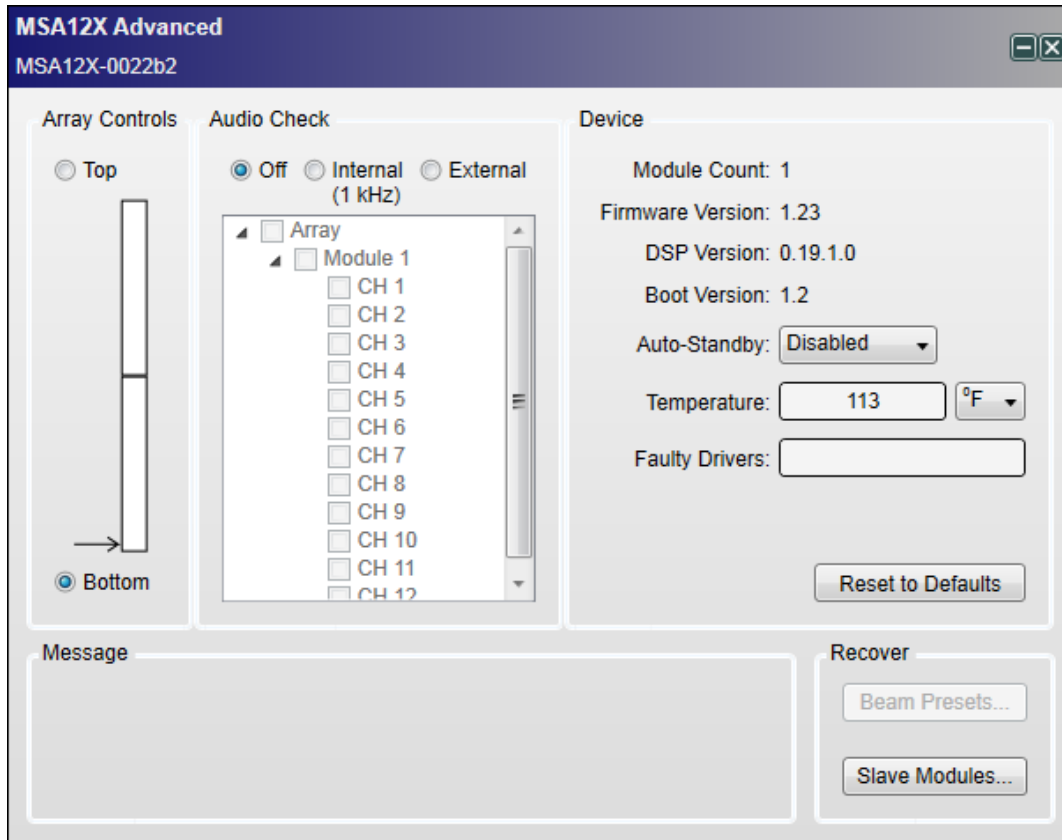 MSA12X Advanced
MSA12X-0022b2
Array Controls
Top
Bottom
Audio Check
Off
Internal
(1 kHz)
External
Array
Module 1
CH 1
CH 2
CH 3
CH 4
CH 5
CH 6
CH 7
CH 8
CH 9
CH 10
CH 11
CH 12
Device
Module Count: 1
Firmware Version: 1.23
DSP Version: 0.19.1.0
Boot Version: 1.2
Auto-Standby: Disabled
Temperature: 113 ⁰F
Faulty Drivers:
Reset to Defaults
Message
Recover
Beam Presets...
Slave Modules...